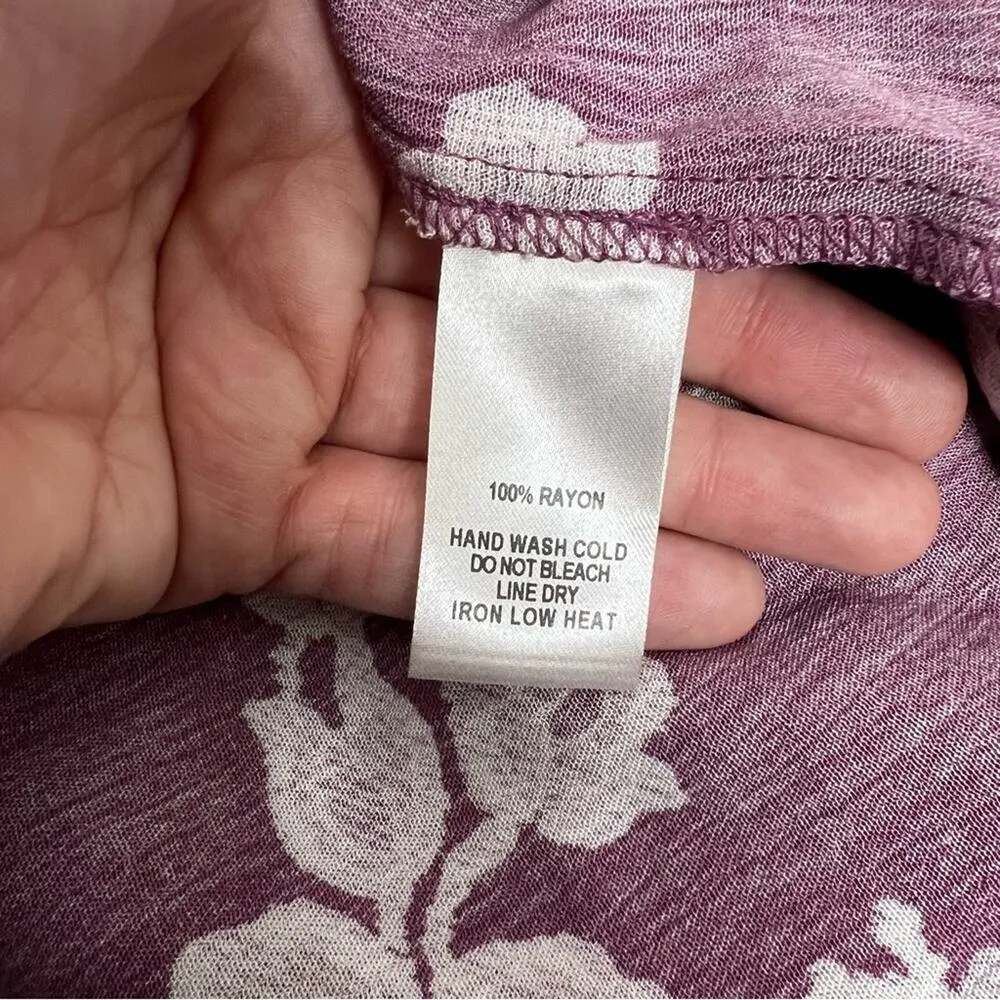 100% RAYON
HAND WASH COLD
DO NOT BLEACH
LINE DRY
IRON LOW HEAT